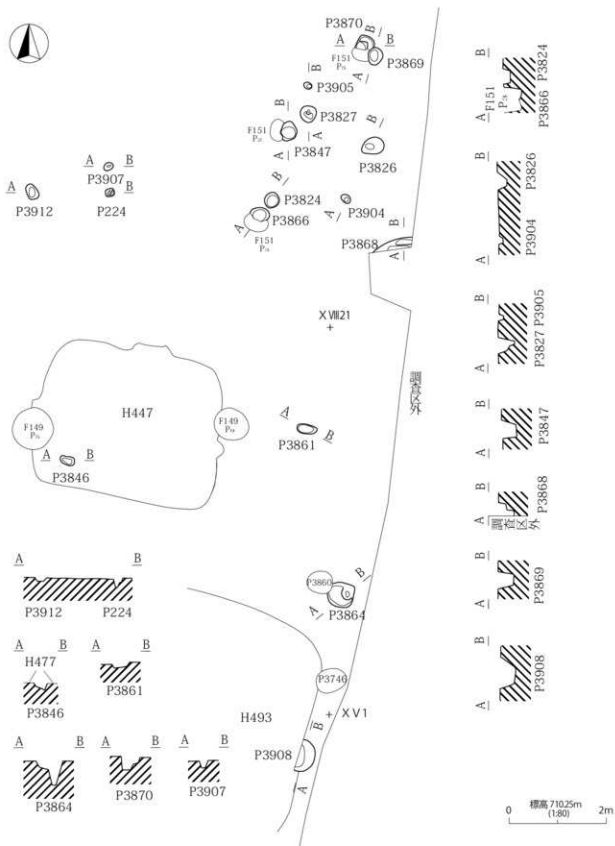 P3870
A B B
F151
P3869
A
P3905
B
B
P3827
F151
A
P3847
A
B
P3826
A B
P3907
A B
P3912
P224
B
P3824
P3866
A
F151
P3904
A
B
P3868
A
X Ⅷ21
調査区外
H447
F149
F149
A B
P3846
A
P3861
B
P3860
B
P3864
A
P3746
X V1
H493
B
P3908
A
A B
P3912 P224
A B
H477
P3846
A B
P3861
A B
P3864
A B
P3870
A B
P3907
B
P3824
F151
P3866
A
B
P3826
P3904
A
B
P3905
P3827
A
B
P3847
A
B
P3868
A
調査区外
B
P3869
A
B
P3908
A
標高 710.25m
(1:80)
0 2m